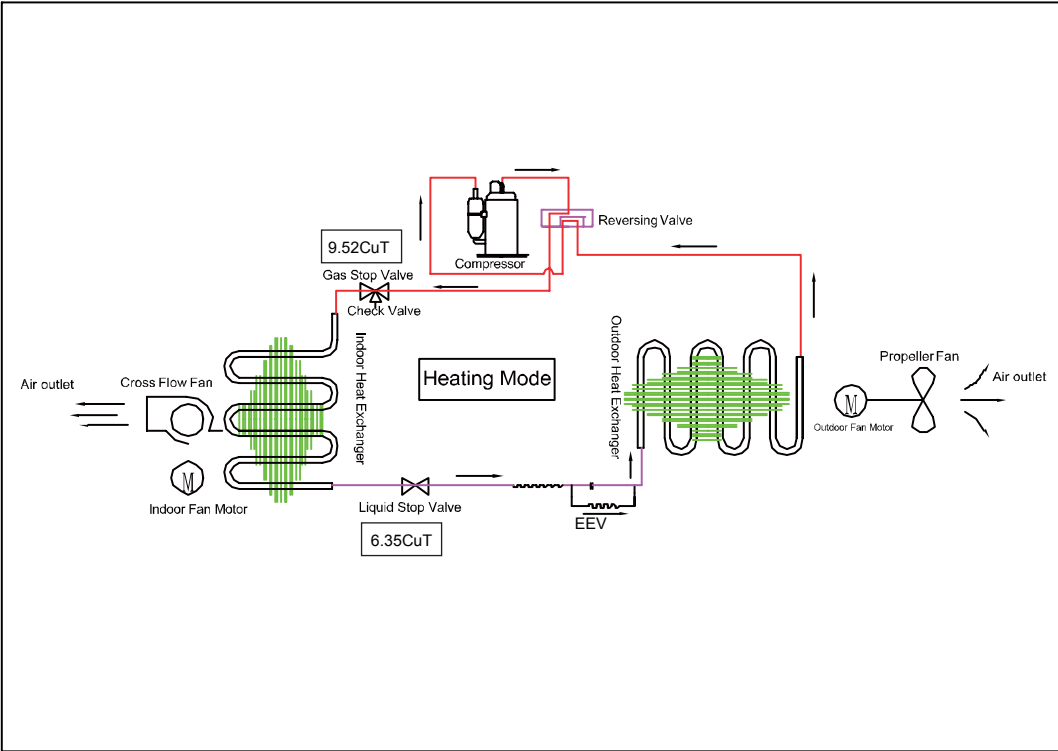 Reversing Valve
9.52CuT
Compressor
Gas Stop Valve
Check Valve
Indoor Heat Exchanger
Heating Mode
Outdoor Heat Exchanger
Propeller Fan
Air outlet
Air outlet
Cross Flow Fan
M
Outdoor Fan Motor
M
Indoor Fan Motor
Liquid Stop Valve
EEV
6.35CuT